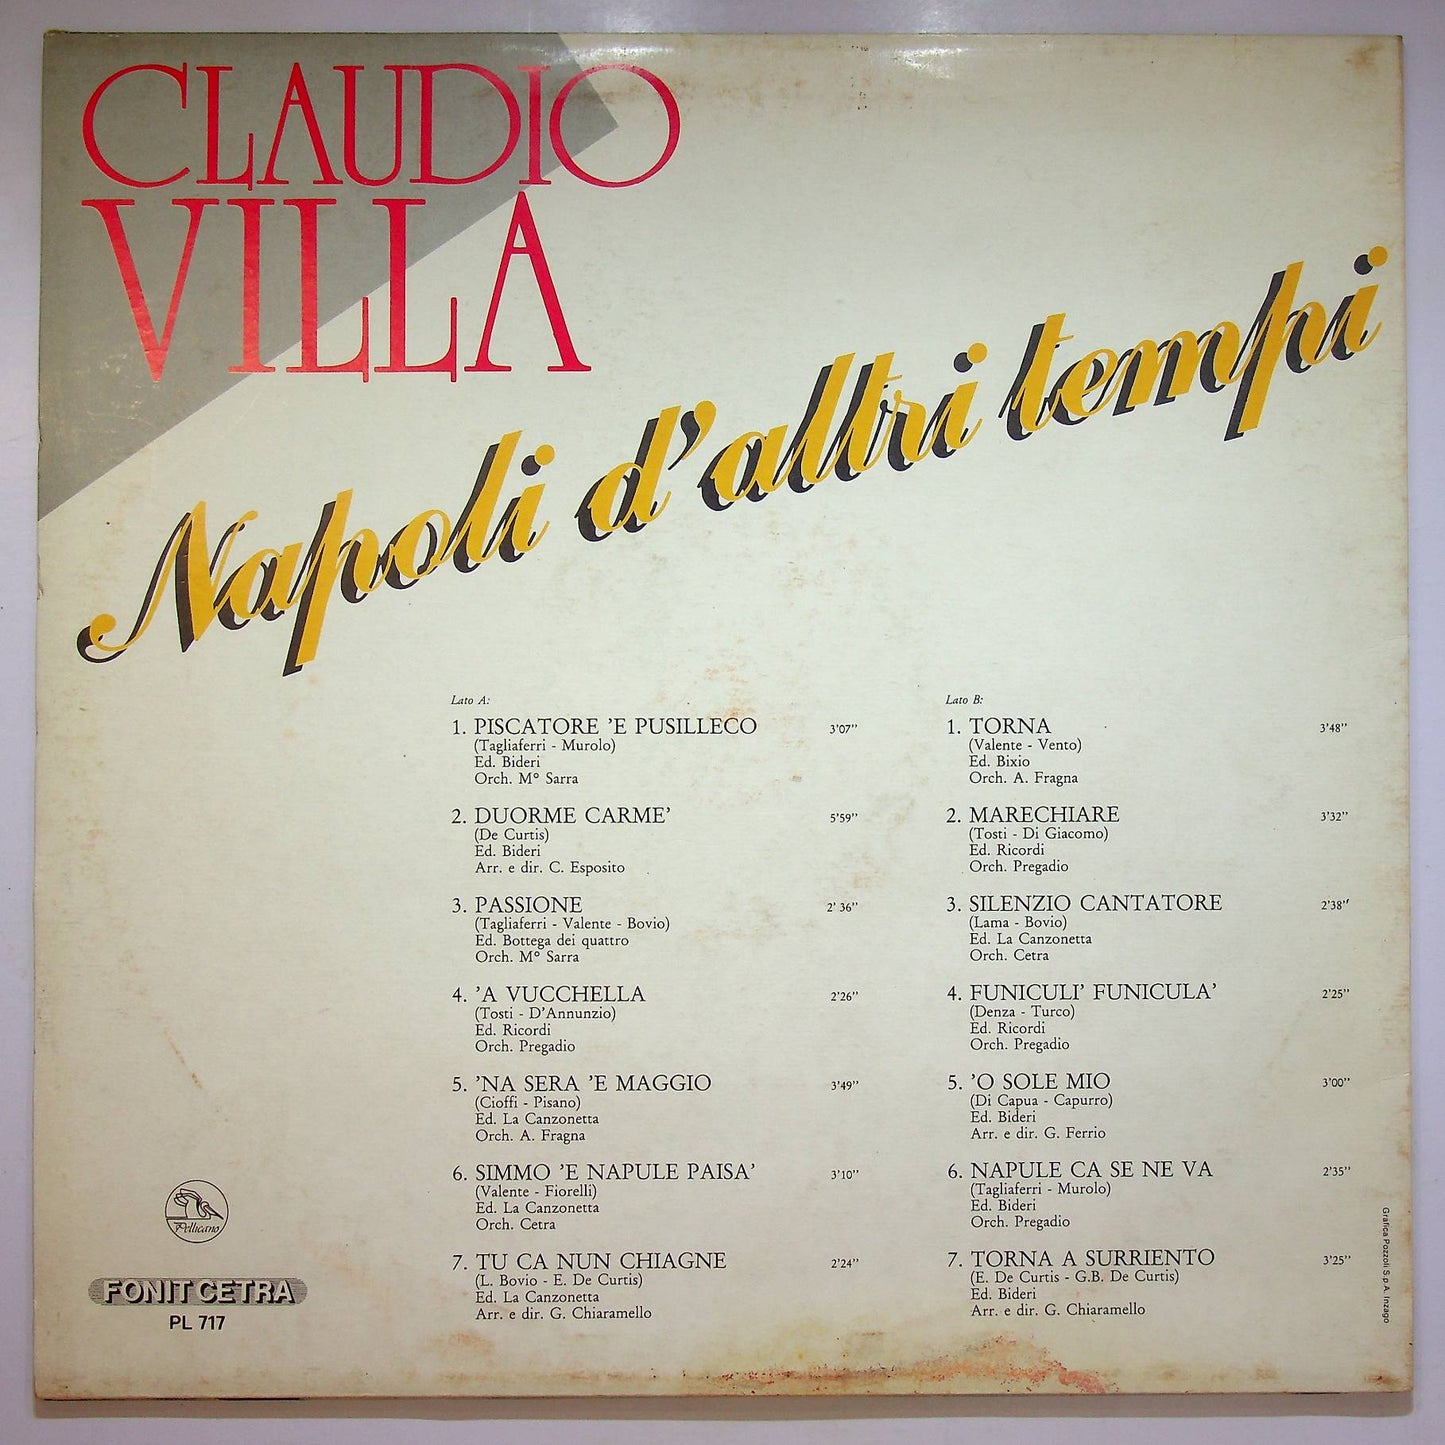 CLAUDIO
VILLA
Napoli d'altri tempi
Lato A:
1. PISCATORE 'E PUSILLECO 3'07''
(Tagliaferri - Murolo)
Ed. Bideri
Orch. M° Sarra
2. DUORME CARME' 5'59''
(De Curtis)
Ed. Bideri
Arr. e dir. C. Esposito
3. PASSIONE 2' 36''
(Tagliaferri - Valente - Bovio)
Ed. Bottega dei quattro
Orch. M° Sarra
4. 'A VUCCHELLA 2'26''
(Tosti - D'Annunzio)
Ed. Ricordi
Orch. Pregadio
5. 'NA SERA 'E MAGGIO 3'49''
(Cioffi - Pisano)
Ed. La Canzonetta
Orch. A. Fragna
6. SIMMO 'E NAPULE PAISA' 3'10''
(Valente - Fiorelli)
Ed. La Canzonetta
Orch. Cetra
7. TU CA NUN CHIAGNE 2'24''
(L. Bovio - E. De Curtis)
Ed. La Canzonetta
Arr. e dir. G. Chiaramello
Lato B:
1. TORNA 3'48''
(Valente - Vento)
Ed. Bixio
Orch. A. Fragna
2. MARECHIARE 3'32''
(Tosti - Di Giacomo)
Ed. Ricordi
Orch. Pregadio
3. SILENZIO CANTATORE 2'38''
(Lama - Bovio)
Ed. La Canzonetta
Orch. Cetra
4. FUNICULI' FUNICULA' 2'25''
(Denza - Turco)
Ed. Ricordi
Orch. Pregadio
5. 'O SOLE MIO 3'00''
(Di Capua - Capurro)
Ed. Bideri
Arr. e dir. G. Ferrio
6. NAPULE CA SE NE VA 2'35''
(Tagliaferri - Murolo)
Ed. Bideri
Orch. Pregadio
7. TORNA A SURRIENTO 3'25''
(E. De Curtis - G.B. De Curtis)
Ed. Bideri
Arr. e dir. G. Chiaramello
Pellicano
FONIT CETRA
PL 717
Grafica Pozzoli S.p.A. Inzago